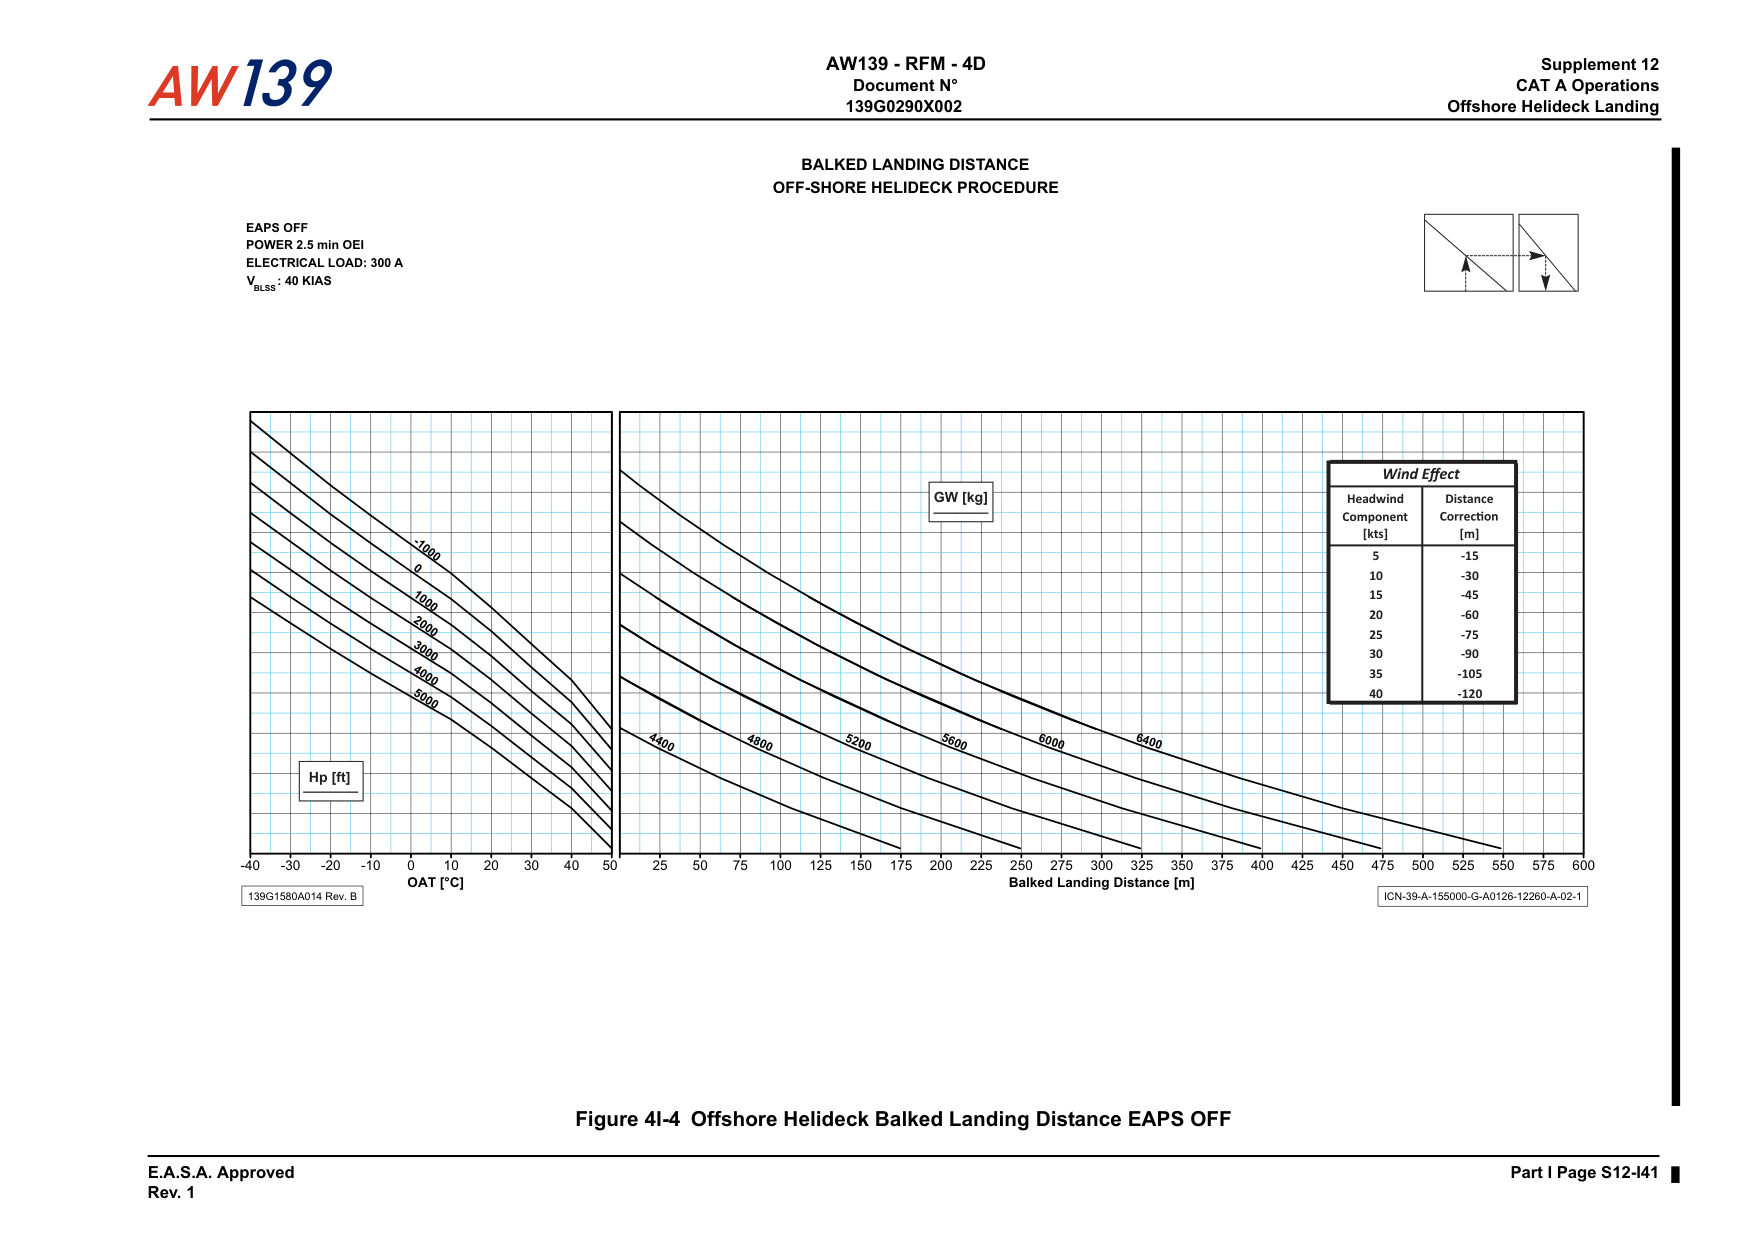 AW139
AW139 - RFM - 4D
Document N°
139G0290X002
Supplement 12
CAT A Operations
Offshore Helideck Landing
BALKED LANDING DISTANCE
OFF-SHORE HELIDECK PROCEDURE
EAPS OFF
POWER 2.5 min OEI
ELECTRICAL LOAD: 300 A
VBLSS : 40 KIAS
-1000
0
1000
2000
3000
4000
5000
Hp [ft]
-40 -30 -20 -10 0 10 20 30 40 50
OAT [°C]
GW [kg]
4400 4800 5200 5600 6000 6400
Wind Effect
Headwind Component [kts] Distance Correction [m]
5 -15
10 -30
15 -45
20 -60
25 -75
30 -90
35 -105
40 -120
25 50 75 100 125 150 175 200 225 250 275 300 325 350 375 400 425 450 475 500 525 550 575 600
Balked Landing Distance [m]
139G1580A014 Rev. B
ICN-39-A-155000-G-A0126-12260-A-02-1
Figure 4I-4 Offshore Helideck Balked Landing Distance EAPS OFF
E.A.S.A. Approved
Rev. 1
Part I Page S12-I41